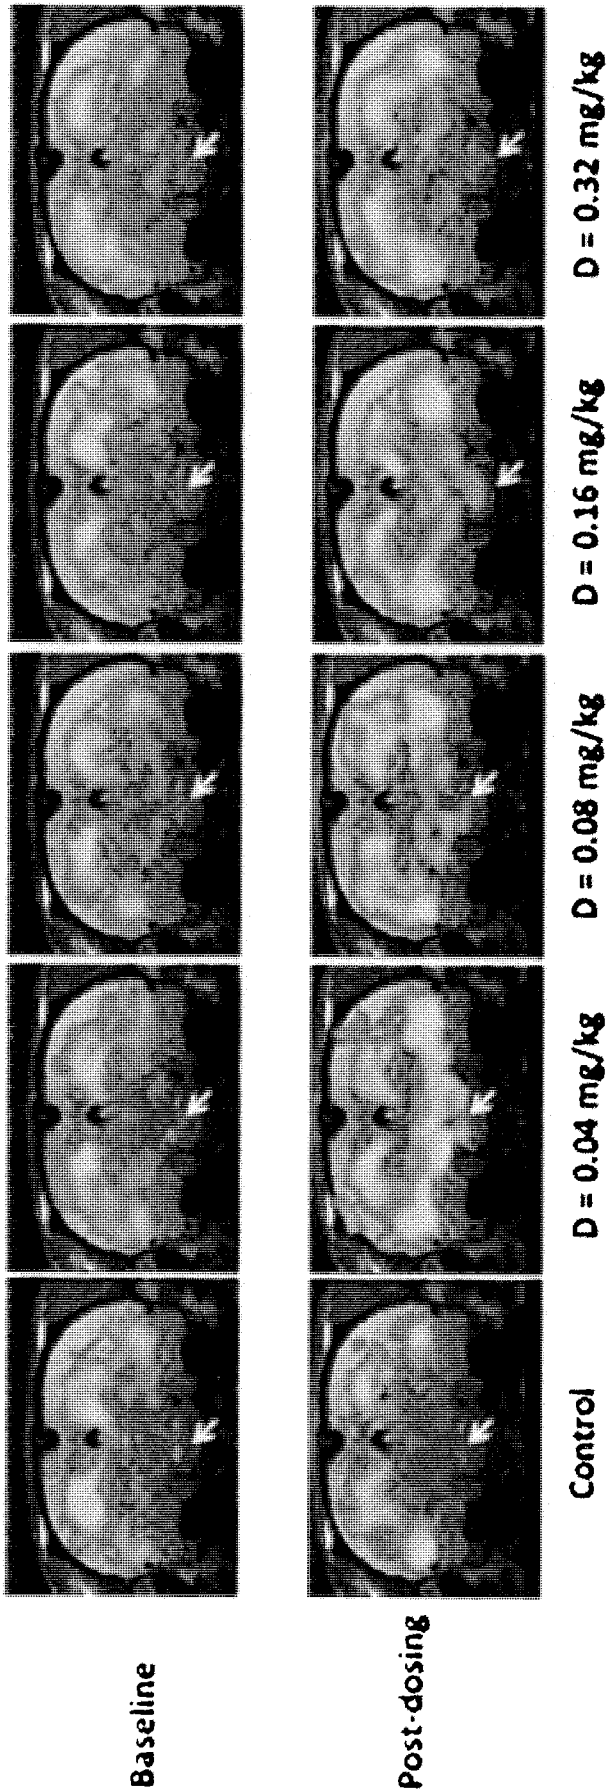 Baseline
Post-dosing
Control
D = 0.04 mg/kg
D = 0.08 mg/kg
D = 0.16 mg/kg
D = 0.32 mg/kg